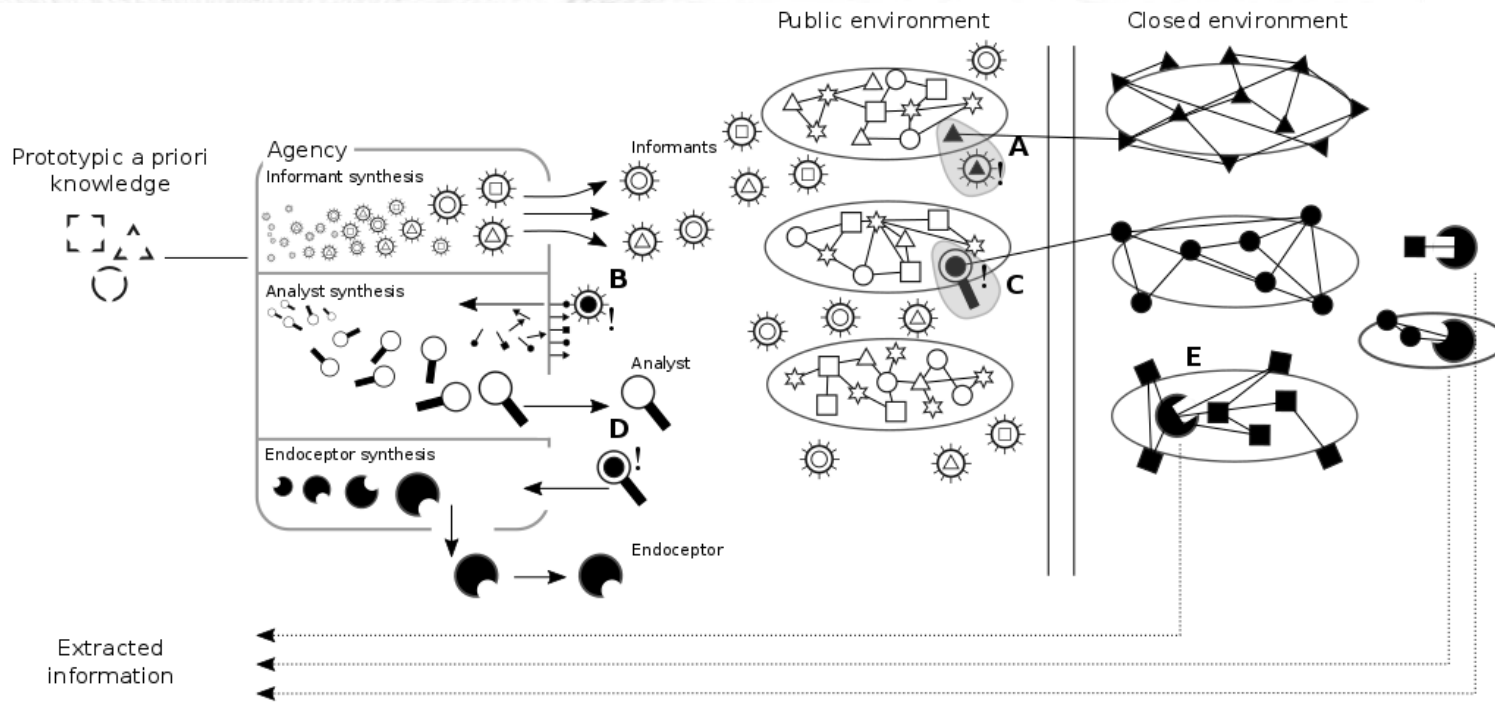 Public environment
Closed environment
Prototypic a priori
knowledge
Agency
Informant synthesis
Informants
A
!
B
!
C
!
Analyst synthesis
Analyst
D
!
E
Endoceptor synthesis
Endoceptor
Extracted
information